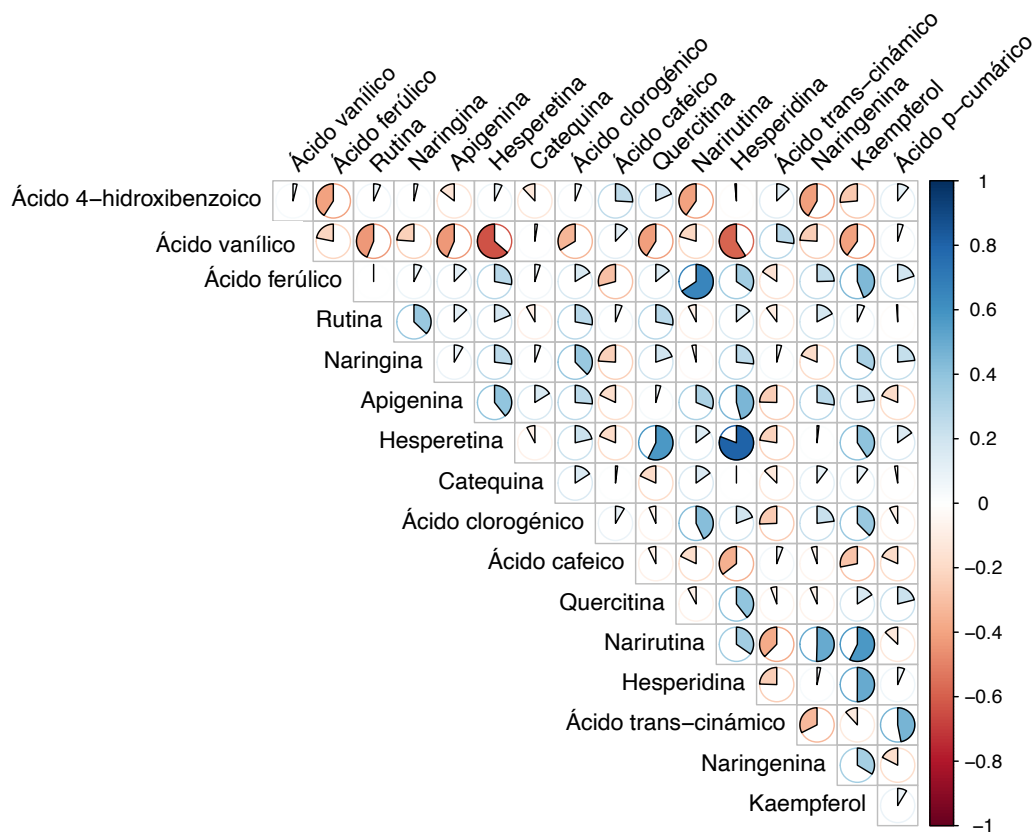 Ácido vanílico
Ácido ferúlico
Rutina
Naringina
Apigenina
Hesperetina
Catequina
Ácido clorogénico
Ácido cafeico
Quercitina
Narirutina
Hesperidina
Ácido trans−cinámico
Naringenina
Kaempferol
Ácido p−cumárico
Ácido 4−hidroxibenzoico
Ácido vanílico
Ácido ferúlico
Rutina
Naringina
Apigenina
Hesperetina
Catequina
Ácido clorogénico
Ácido cafeico
Quercitina
Narirutina
Hesperidina
Ácido trans−cinámico
Naringenina
Kaempferol
1
0.8
0.6
0.4
0.2
0
−0.2
−0.4
−0.6
−0.8
−1